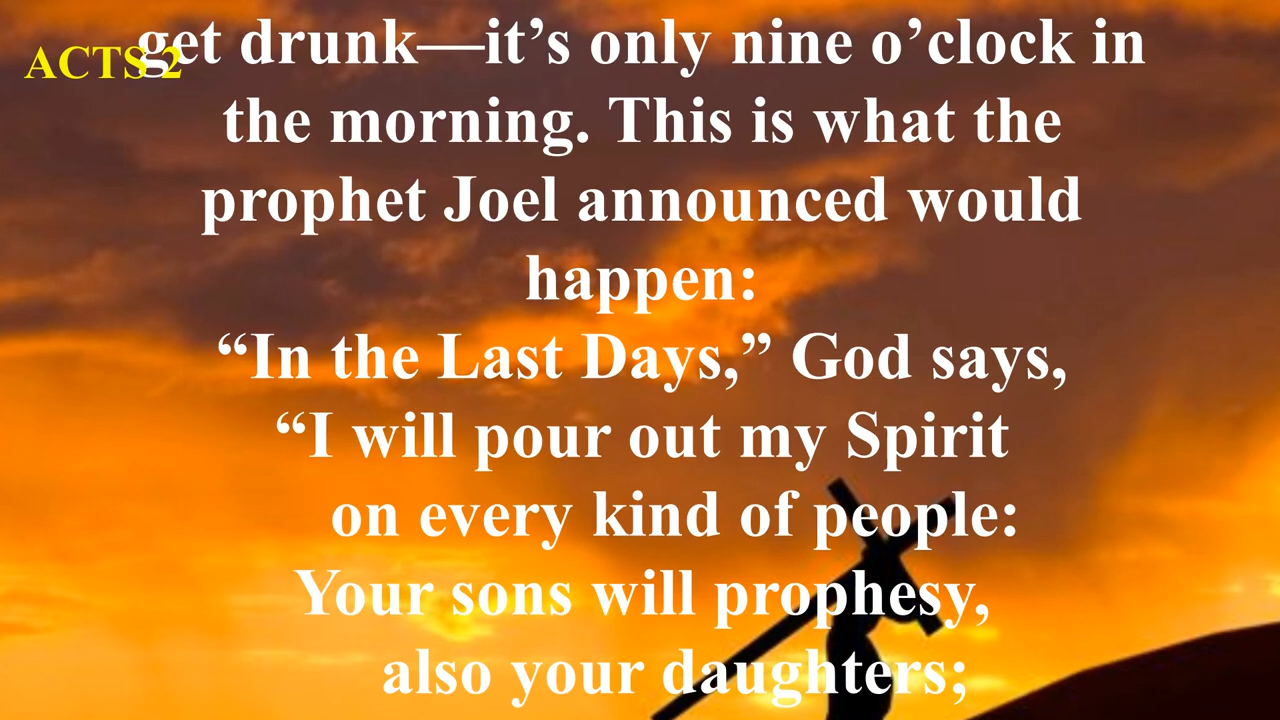 ACTS 2
get drunk—it’s only nine o’clock in
the morning. This is what the
prophet Joel announced would
happen:
“In the Last Days,” God says,
“I will pour out my Spirit
on every kind of people:
Your sons will prophesy,
also your daughters;